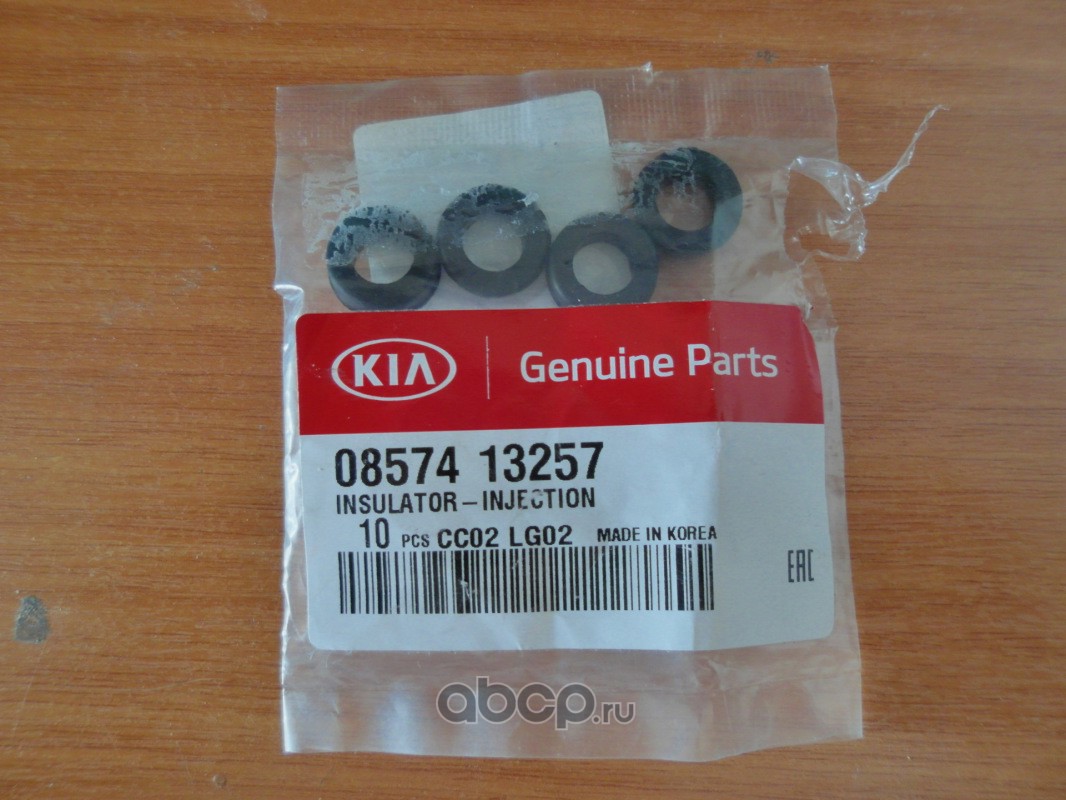 KIA Genuine Parts
08574 13257
INSULATOR-INJECTION
10 PCS CC02 LG02 MADE IN KOREA
EAC
abcp.ru